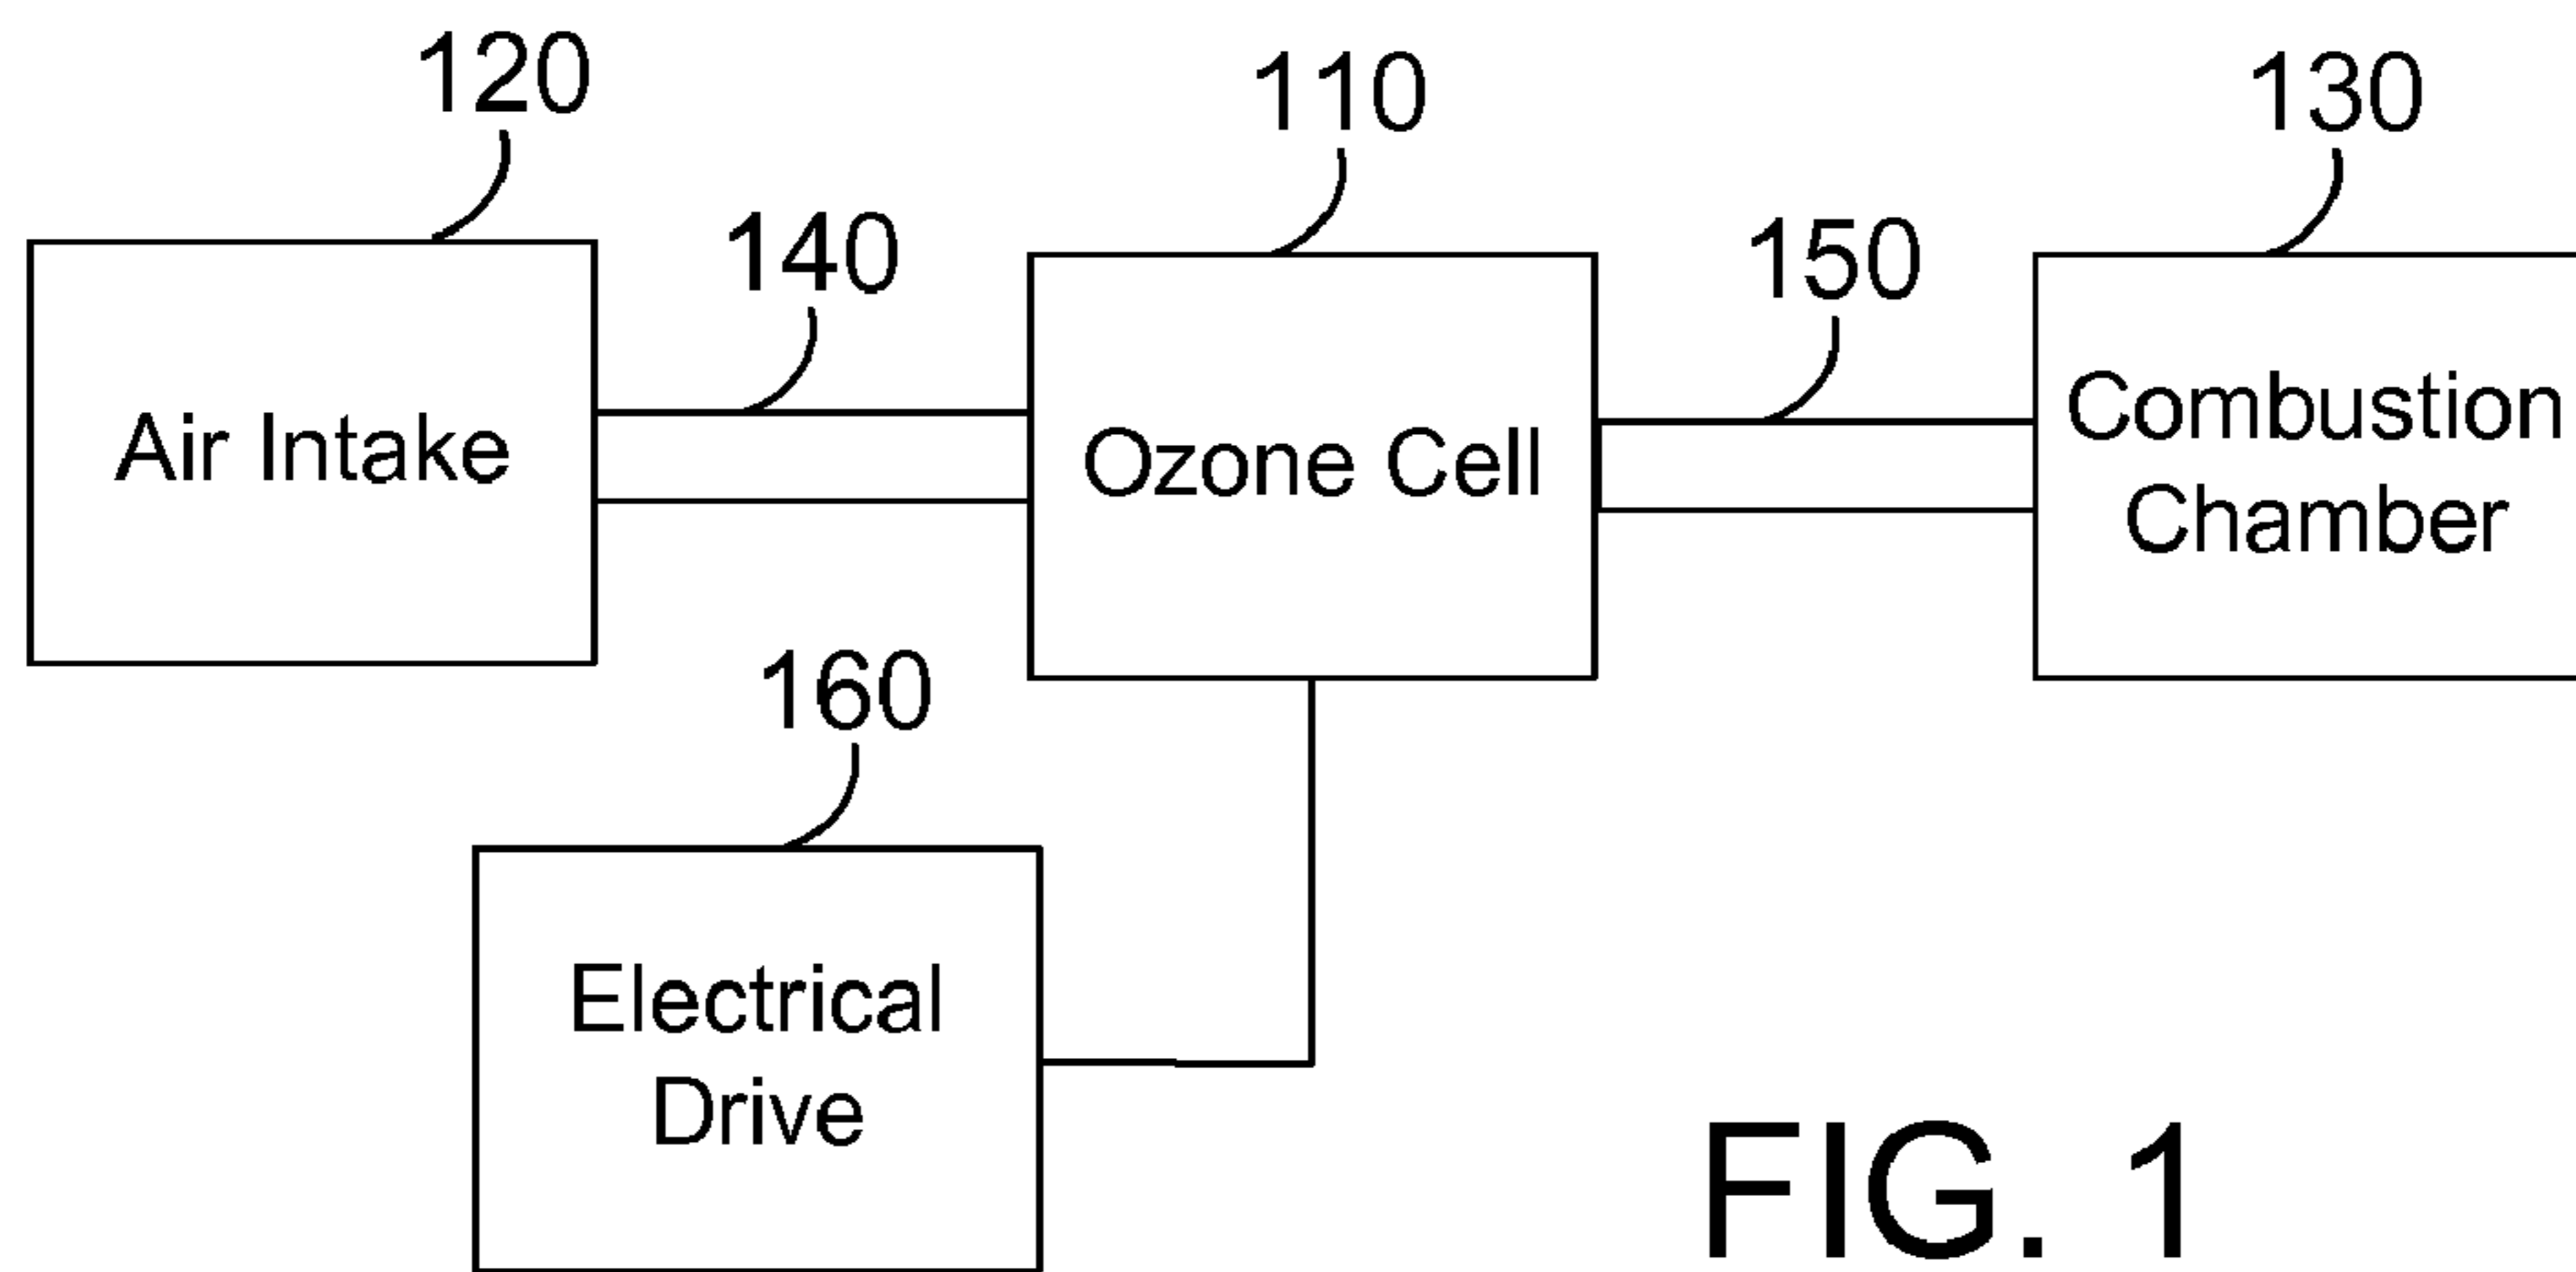 120
110
130
140
150
Air Intake
Ozone Cell
Combustion
Chamber
160
Electrical
Drive
FIG. 1